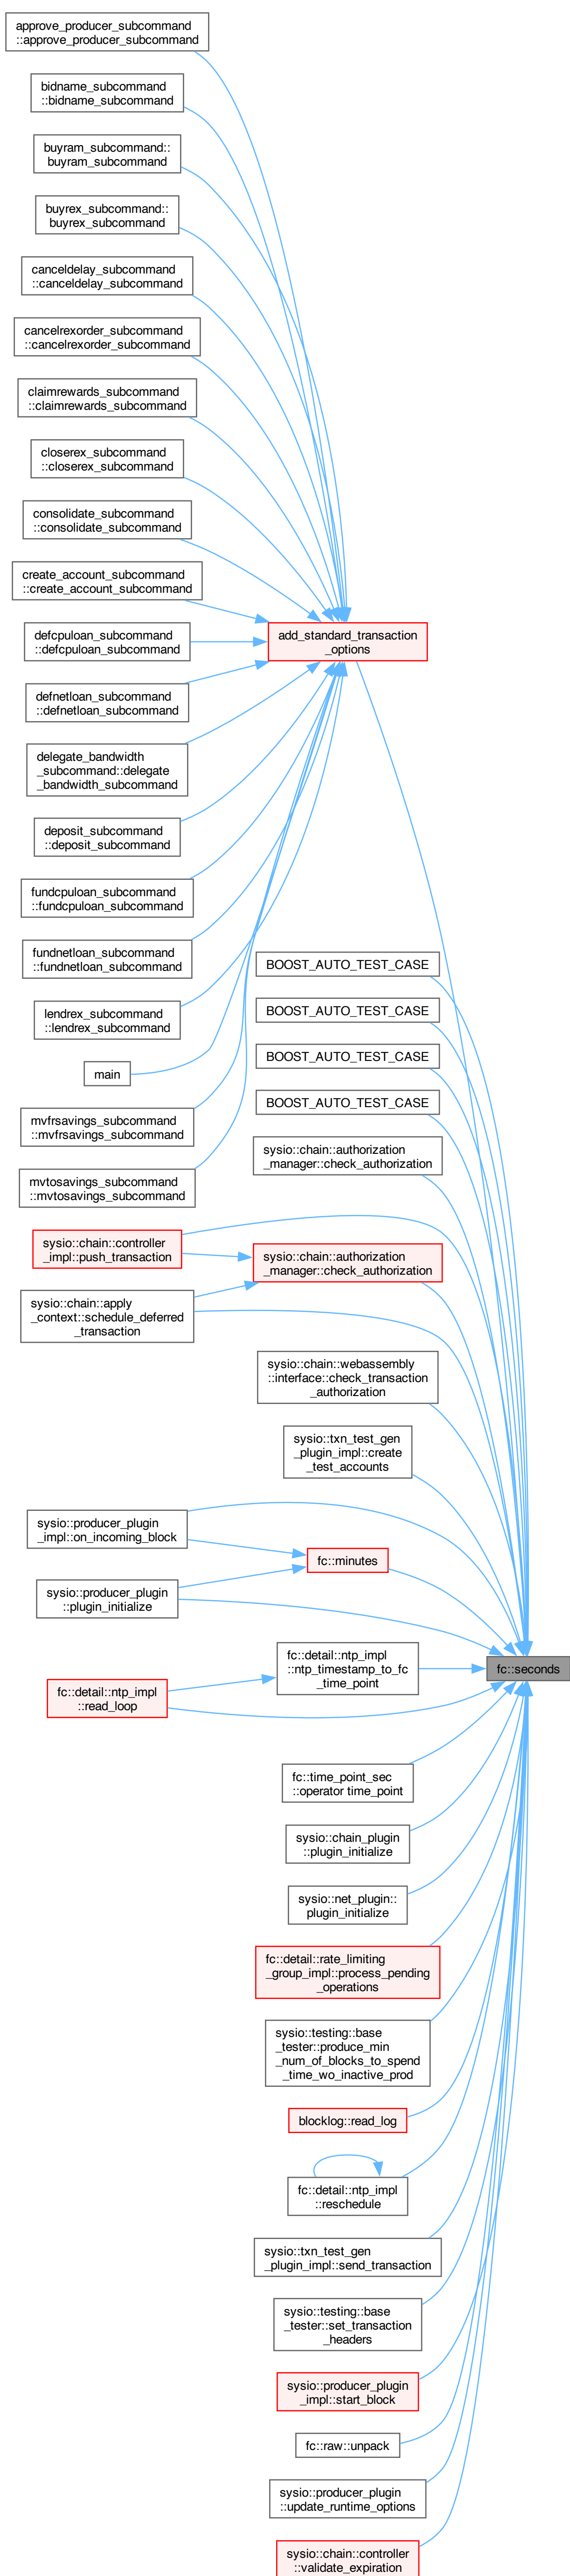 approve_producer_subcommand
::approve_producer_subcommand
bidname_subcommand
::bidname_subcommand
buyram_subcommand::
buyram_subcommand
buyrex_subcommand::
buyrex_subcommand
canceldelay_subcommand
::canceldelay_subcommand
cancelrexorder_subcommand
::cancelrexorder_subcommand
claimrewards_subcommand
::claimrewards_subcommand
closerex_subcommand
::closerex_subcommand
consolidate_subcommand
::consolidate_subcommand
create_account_subcommand
::create_account_subcommand
defcpuloan_subcommand
::defcpuloan_subcommand
defnetloan_subcommand
::defnetloan_subcommand
delegate_bandwidth
_subcommand::delegate
_bandwidth_subcommand
deposit_subcommand
::deposit_subcommand
fundcpuloan_subcommand
::fundcpuloan_subcommand
fundnetloan_subcommand
::fundnetloan_subcommand
lendrex_subcommand
::lendrex_subcommand
main
mvfrsavings_subcommand
::mvfrsavings_subcommand
mvtosavings_subcommand
::mvtosavings_subcommand
add_standard_transaction
_options
BOOST_AUTO_TEST_CASE
BOOST_AUTO_TEST_CASE
BOOST_AUTO_TEST_CASE
BOOST_AUTO_TEST_CASE
sysio::chain::authorization
_manager::check_authorization
sysio::chain::controller
_impl::push_transaction
sysio::chain::authorization
_manager::check_authorization
sysio::chain::apply
_context::schedule_deferred
_transaction
sysio::chain::webassembly
::interface::check_transaction
_authorization
sysio::txn_test_gen
_plugin_impl::create
_test_accounts
sysio::producer_plugin
_impl::on_incoming_block
fc::minutes
sysio::producer_plugin
::plugin_initialize
fc::detail::ntp_impl
::ntp_timestamp_to_fc
_time_point
fc::seconds
fc::detail::ntp_impl
::read_loop
fc::time_point_sec
::operator time_point
sysio::chain_plugin
::plugin_initialize
sysio::net_plugin::
plugin_initialize
fc::detail::rate_limiting
_group_impl::process_pending
_operations
sysio::testing::base
_tester::produce_min
_num_of_blocks_to_spend
_time_wo_inactive_prod
blocklog::read_log
fc::detail::ntp_impl
::reschedule
sysio::txn_test_gen
_plugin_impl::send_transaction
sysio::testing::base
_tester::set_transaction
_headers
sysio::producer_plugin
_impl::start_block
fc::raw::unpack
sysio::producer_plugin
::update_runtime_options
sysio::chain::controller
::validate_expiration